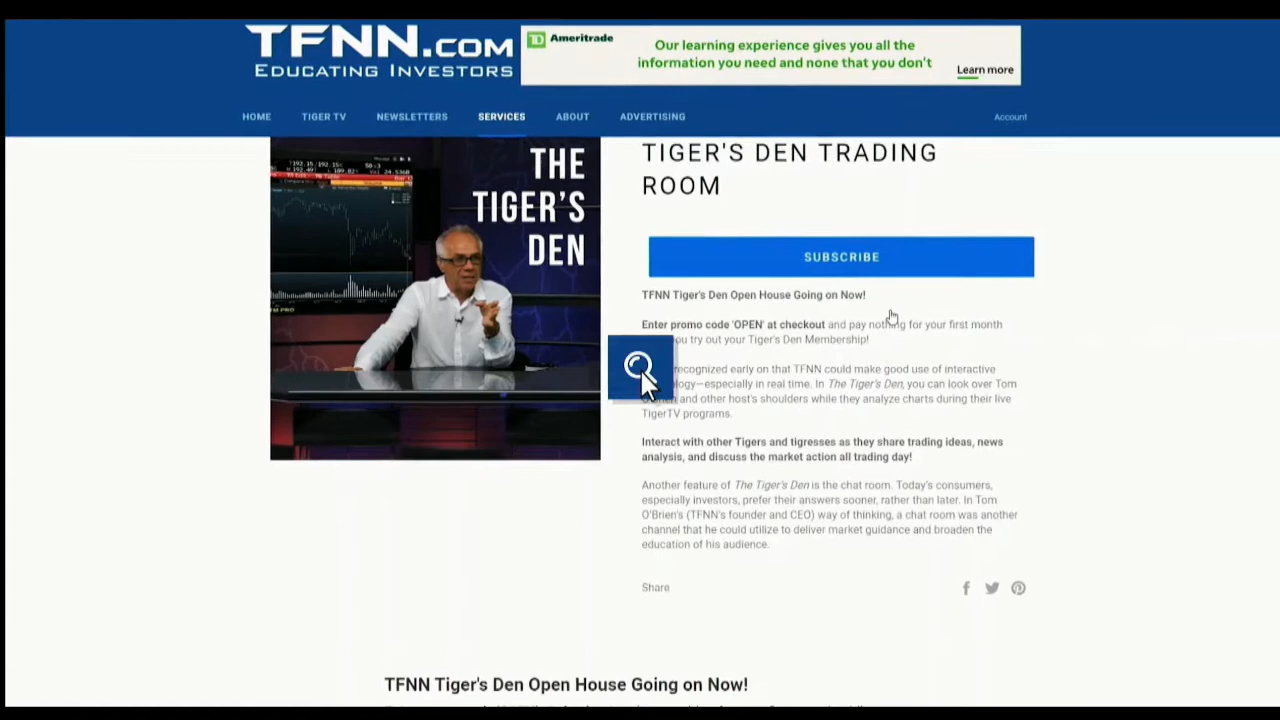 TFNN.COM
EDUCATING INVESTORS
Ameritrade
Our learning experience gives you all the
information you need and none that you don't
Learn more
HOME TIGER TV NEWSLETTERS SERVICES ABOUT ADVERTISING Account
THE
TIGER'S
DEN
TIGER'S DEN TRADING
ROOM
SUBSCRIBE
TFNN Tiger's Den Open House Going on Now!
Enter promo code 'OPEN' at checkout and pay nothing for your first month
you try out your Tiger's Den Membership!
recognized early on that TFNN could make good use of interactive
especially in real time. In The Tiger's Den, you can look over Tom
and other host's shoulders while they analyze charts during their live
TigerTV programs.
Interact with other Tigers and tigresses as they share trading ideas, news
analysis, and discuss the market action all trading day!
Another feature of The Tiger's Den is the chat room. Today's consumers,
especially investors, prefer their answers sooner, rather than later. In Tom
O'Brien's (TFNN's founder and CEO) way of thinking, a chat room was another
channel that he could utilize to deliver market guidance and broaden the
education of his audience.
Share
TFNN Tiger's Den Open House Going on Now!